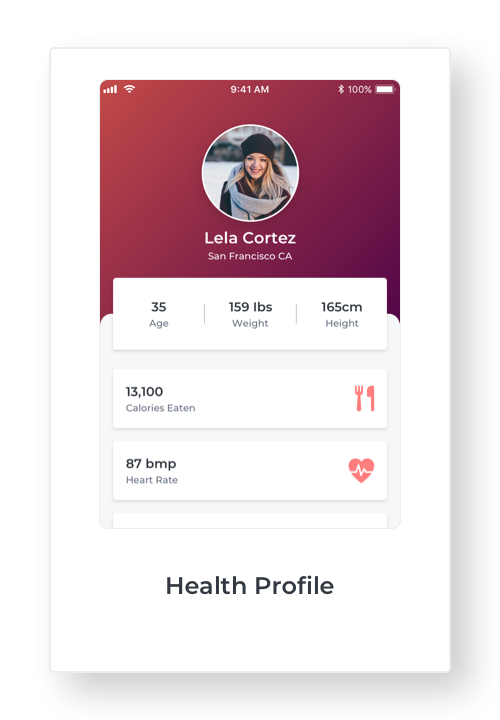 9:41 AM 100%
Lela Cortez
San Francisco CA
35 159 lbs 165cm
Age Weight Height
13,100
Calories Eaten
87 bmp
Heart Rate
Health Profile